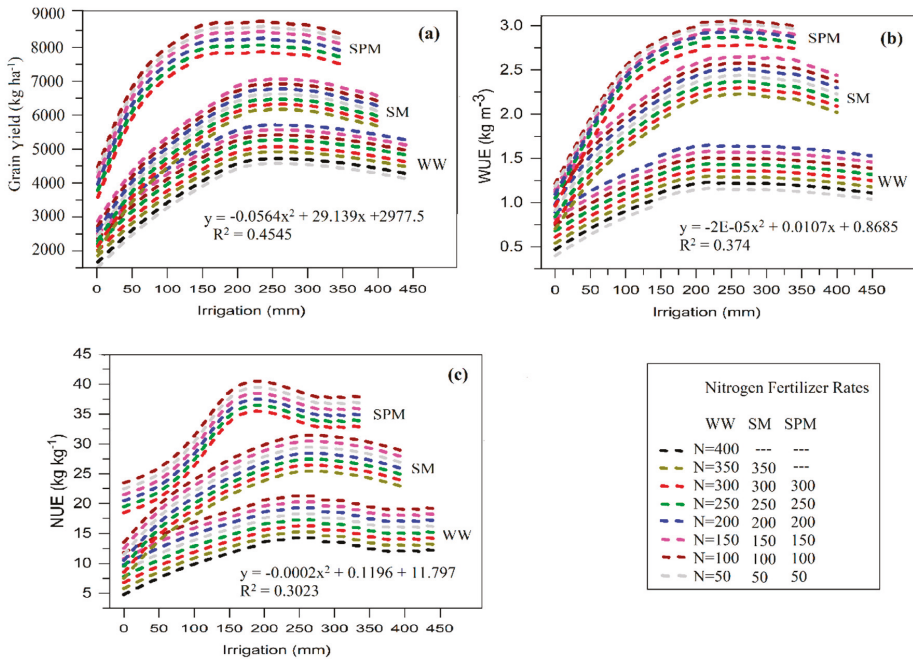 (a)
Grain yield (kg ha⁻¹)
9000
8000
7000
6000
5000
4000
3000
2000
SPM
SM
WW
y = -0.0564x² + 29.139x +2977.5
R² = 0.4545
0 50 100 150 200 250 300 350 400 450
Irrigation (mm)
(b)
WUE (kg m-3)
3.0
2.5
2.0
1.5
1.0
0.5
SPM
SM
WW
y = -2E-05x² + 0.0107x + 0.8685
R² = 0.374
0 50 100 150 200 250 300 350 400 450
Irrigation (mm)
(c)
NUE (kg kg⁻¹)
45
40
35
30
25
20
15
10
5
SPM
SM
WW
y = -0.0002x² + 0.1196 + 11.797
R² = 0.3023
0 50 100 150 200 250 300 350 400 450
Irrigation (mm)
Nitrogen Fertilizer Rates
WW SM SPM
N=400 --- ---
N=350 350 ---
N=300 300 300
N=250 250 250
N=200 200 200
N=150 150 150
N=100 100 100
N=50 50 50